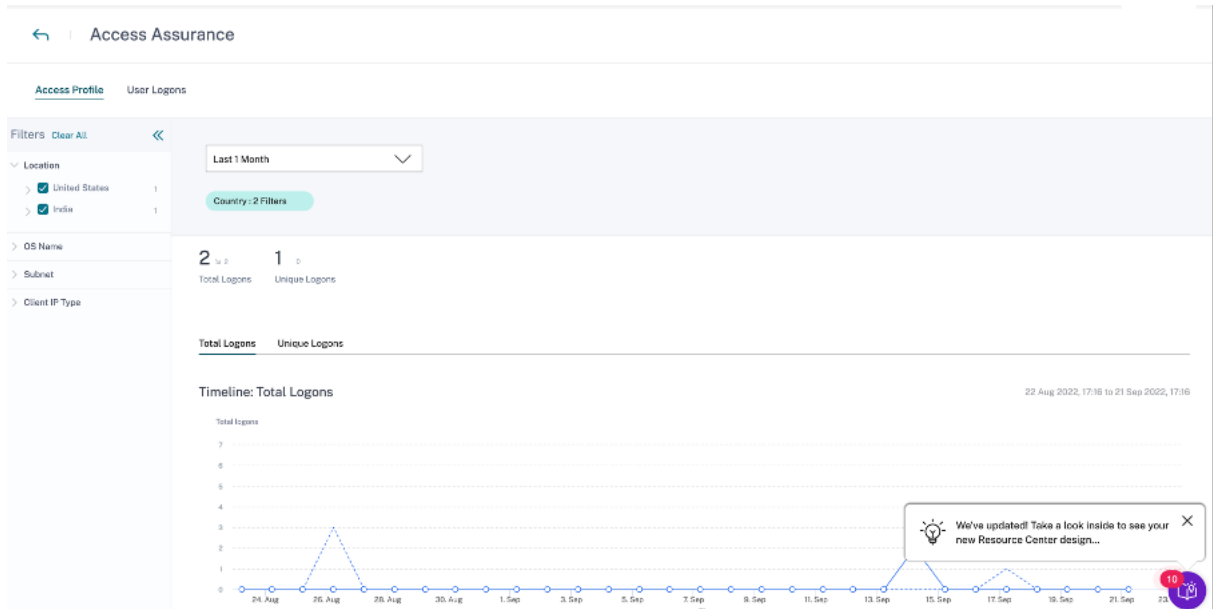 Access Assurance
Access Profile User Logons
Filters Clear All
Location
United States 1
India 1
OS Name
Subnet
Client IP Type
Last 1 Month
Country : 2 Filters
2 1
Total Logons Unique Logons
Total Logons Unique Logons
Timeline: Total Logons
22 Aug 2022, 17:16 to 21 Sep 2022, 17:16
Total logons
7
6
5
4
3
2
1
0
24. Aug 26. Aug 28. Aug 30. Aug 1. Sep 3. Sep 5. Sep 7. Sep 9. Sep 11. Sep 13. Sep 15. Sep 17. Sep 19. Sep 21. Sep 23.
We've updated! Take a look inside to see your
new Resource Center design...
10